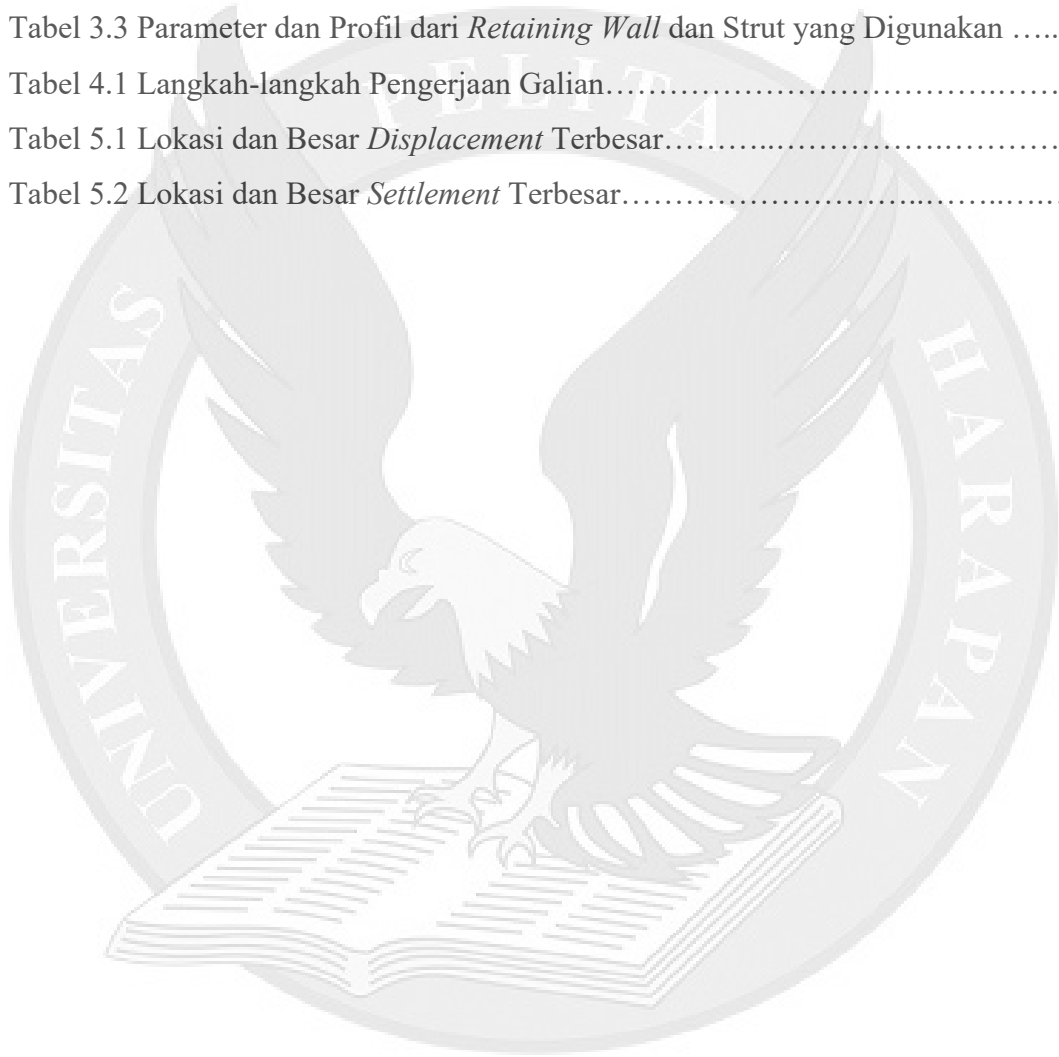 Tabel 3.3 Parameter dan Profil dari Retaining Wall dan Strut yang Digunakan …..
Tabel 4.1 Langkah-langkah Pengerjaan Galian……………………………….…….
Tabel 5.1 Lokasi dan Besar Displacement Terbesar………..……………….…………
Tabel 5.2 Lokasi dan Besar Settlement Terbesar………………………..……..…….
UNIVERSITAS PELITA HARAPAN